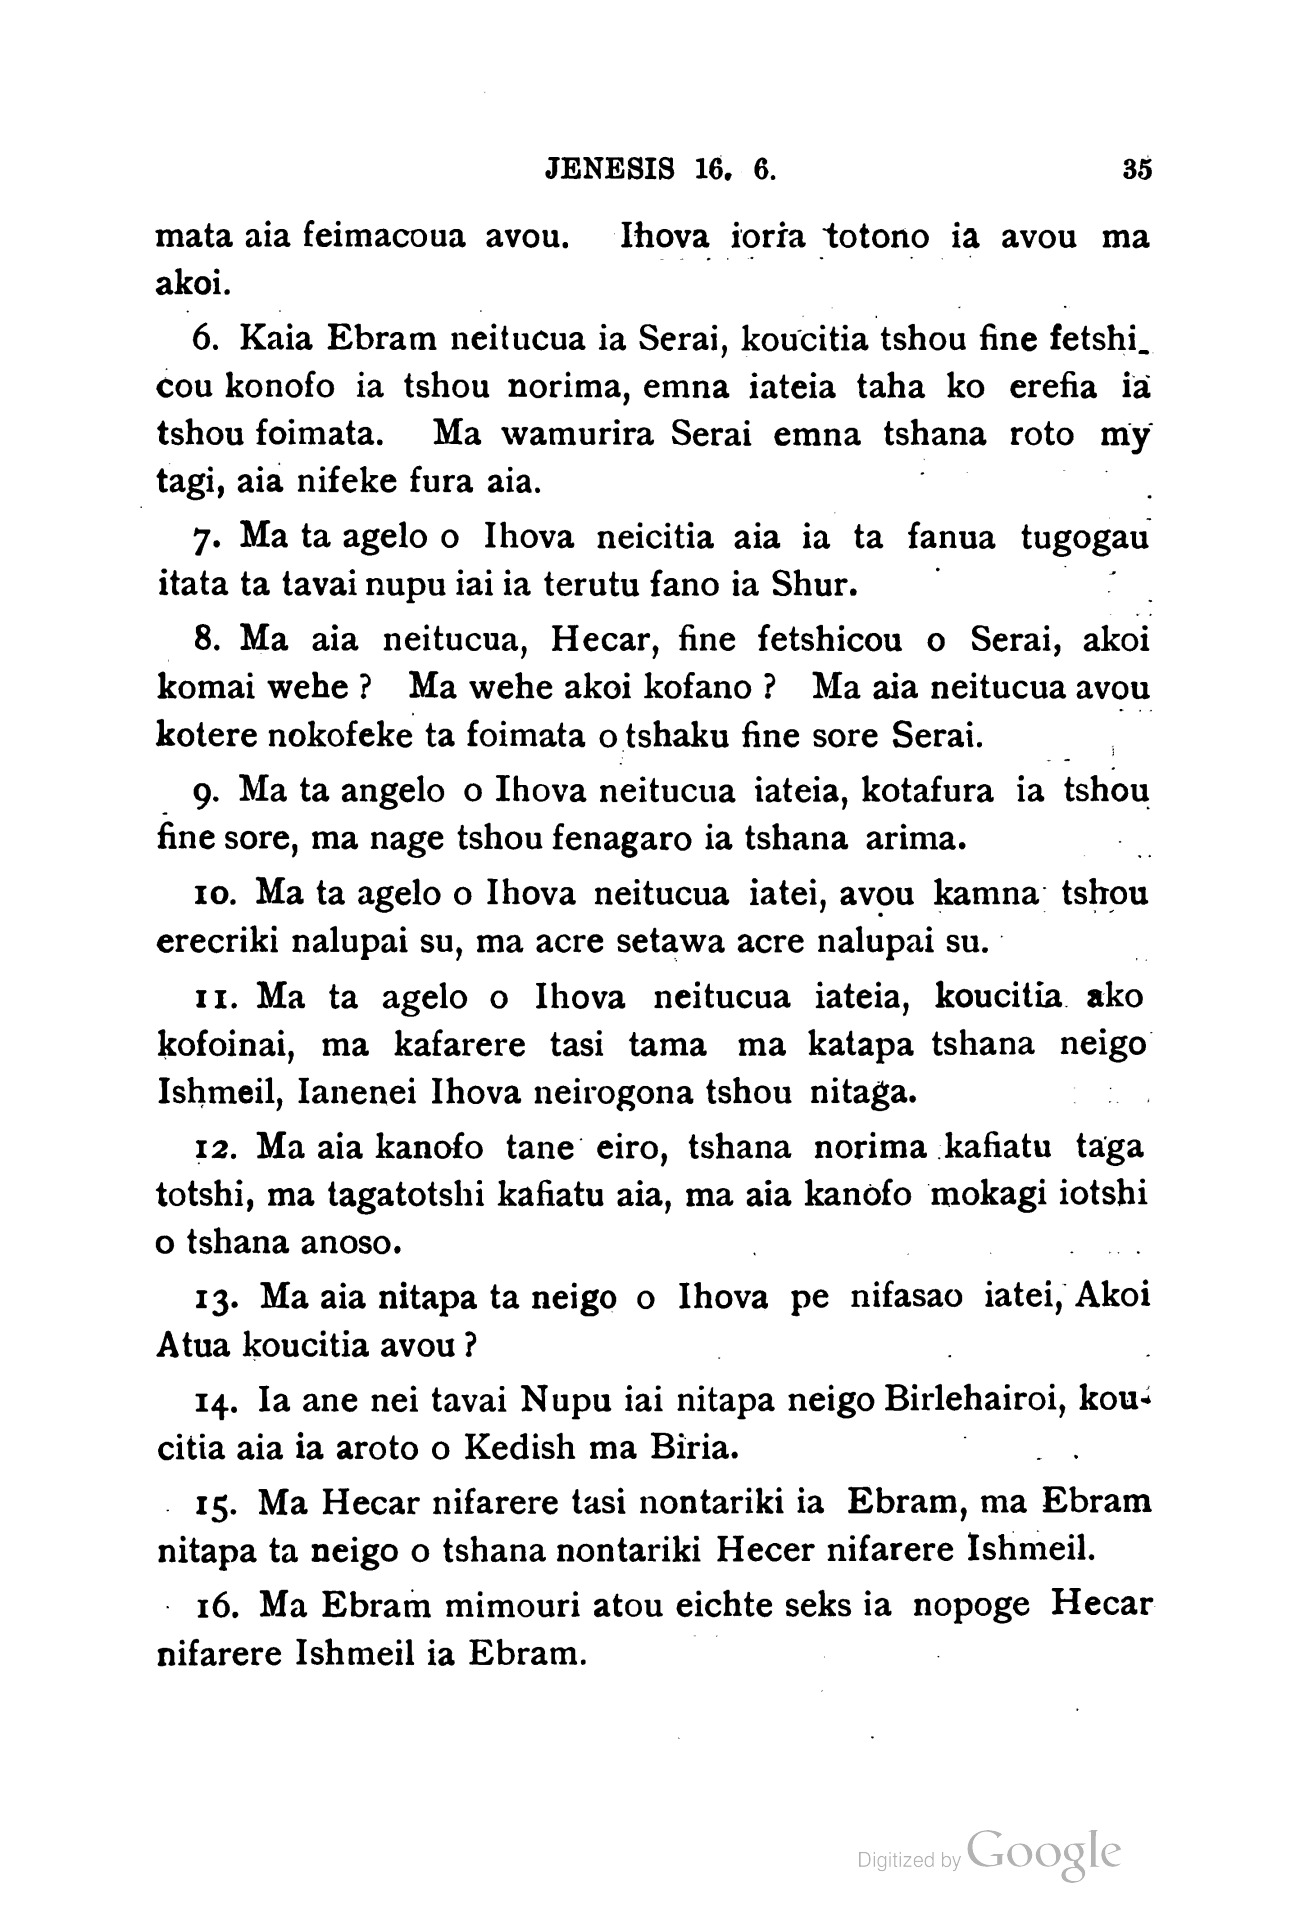 JENESIS 16. 6. 35
mata aia feimacoua avou. Ihova ioria totono ia avou ma
akoi.
6. Kaia Ebram neitucua ia Serai, koucitia tshou fine fetshi-
cou konofo ia tshou norima, emna iateia taha ko erefia ia
tshou foimata. Ma wamurira Serai emna tshana roto my
tagi, aia nifeke fura aia.
7. Ma ta agelo o Ihova neicitia aia ia ta fanua tugogau
itata ta tavai nupu iai ia terutu fano ia Shur.
8. Ma aia neitucua, Hecar, fine fetshicou o Serai, akoi
komai wehe ? Ma wehe akoi kofano ? Ma aia neitucua avou
kotere nokofeke ta foimata o tshaku fine sore Serai.
9. Ma ta angelo o Ihova neitucua iateia, kotafura ia tshou
fine sore, ma nage tshou fenagaro ia tshana arima.
10. Ma ta agelo o Ihova neitucua iatei, avou kamna tshou
erecriki nalupai su, ma acre setawa acre nalupai su.
11. Ma ta agelo o Ihova neitucua iateia, koucitia ako
kofoinai, ma kafarere tasi tama ma katapa tshana neigo
Ishmeil, Ianenei Ihova neirogona tshou nitaga.
12. Ma aia kanofo tane eiro, tshana norima kafiatu taga
totshi, ma tagatotshi kafiatu aia, ma aia kanofo mokagi iotshi
o tshana anoso.
13. Ma aia nitapa ta neigo o Ihova pe nifasao iatei, Akoi
Atua koucitia avou ?
14. Ia ane nei tavai Nupu iai nitapa neigo Birlehairoi, kou-
citia aia ia aroto o Kedish ma Biria.
15. Ma Hecar nifarere tasi nontariki ia Ebram, ma Ebram
nitapa ta neigo o tshana nontariki Hecer nifarere Ishmeil.
16. Ma Ebram mimouri atou eichte seks ia nopoge Hecar
nifarere Ishmeil ia Ebram.
Digitized by Google